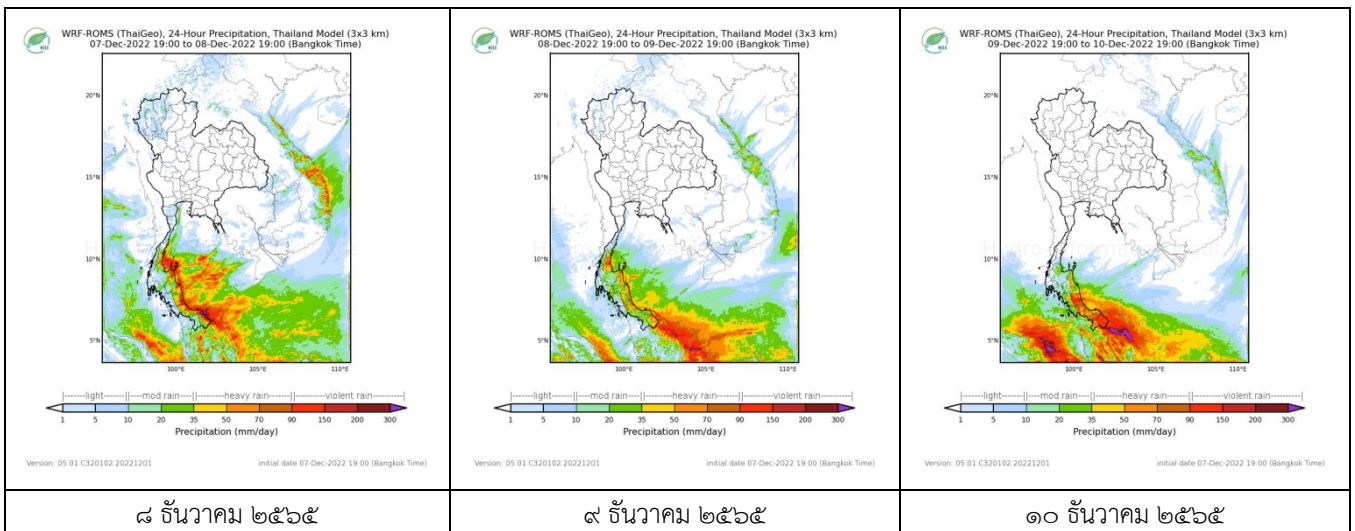 WRF-ROMS (ThaiGeo), 24-Hour Precipitation, Thailand Model (3x3 km)
07-Dec-2022 19:00 to 08-Dec-2022 19:00 (Bangkok Time)
HII
20°N
15°N
10°N
5°N
100°E 105°E 110°E
|------light------||---mod rain---||-------heavy rain-------||------violent rain------|
1 5 10 20 35 50 70 90 150 200 300
Precipitation (mm/day)
Version: 05.01.C320102.20221201 initial date 07-Dec-2022 19:00 (Bangkok Time)
๘ ธันวาคม ๒๕๖๕
WRF-ROMS (ThaiGeo), 24-Hour Precipitation, Thailand Model (3x3 km)
08-Dec-2022 19:00 to 09-Dec-2022 19:00 (Bangkok Time)
HII
20°N
15°N
10°N
5°N
100°E 105°E 110°E
|------light------||---mod rain---||-------heavy rain-------||------violent rain------|
1 5 10 20 35 50 70 90 150 200 300
Precipitation (mm/day)
Version: 05.01.C320102.20221201 initial date 07-Dec-2022 19:00 (Bangkok Time)
๙ ธันวาคม ๒๕๖๕
WRF-ROMS (ThaiGeo), 24-Hour Precipitation, Thailand Model (3x3 km)
09-Dec-2022 19:00 to 10-Dec-2022 19:00 (Bangkok Time)
HII
20°N
15°N
10°N
5°N
100°E 105°E 110°E
|------light------||---mod rain---||-------heavy rain-------||------violent rain------|
1 5 10 20 35 50 70 90 150 200 300
Precipitation (mm/day)
Version: 05.01.C320102.20221201 initial date 07-Dec-2022 19:00 (Bangkok Time)
๑๐ ธันวาคม ๒๕๖๕